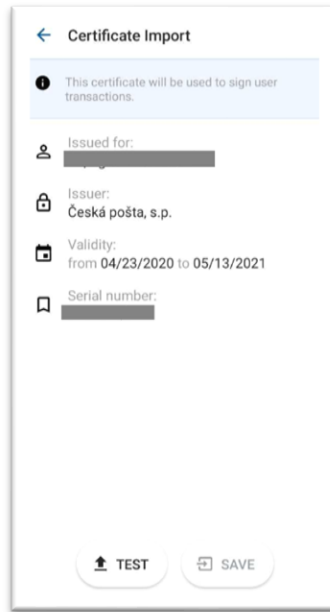 Certificate Import
This certificate will be used to sign user
transactions.
Issued for:
Issuer:
Česká pošta, s.p.
Validity:
from 04/23/2020 to 05/13/2021
Serial number:
TEST
SAVE